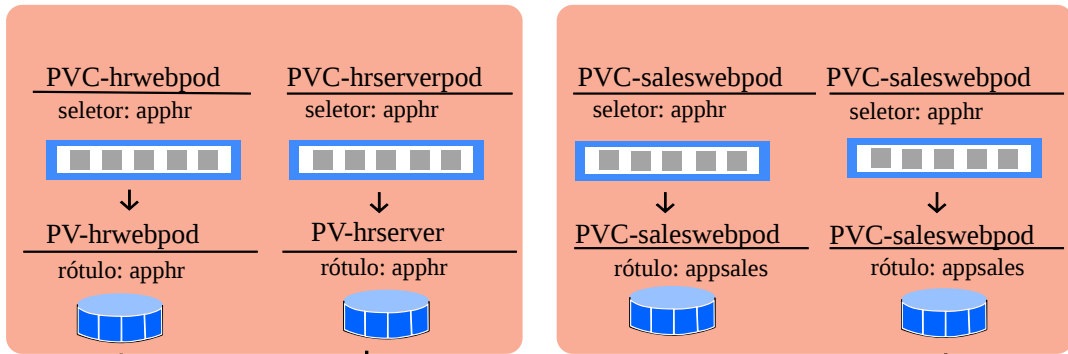 PVC-hrwebpod
seletor: apphr
PVC-hrserverpod
seletor: apphr
PV-hrwebpod
rótulo: apphr
PV-hrserver
rótulo: apphr
PVC-saleswebpod
seletor: apphr
PVC-saleswebpod
seletor: apphr
PVC-saleswebpod
rótulo: appsales
PVC-saleswebpod
rótulo: appsales